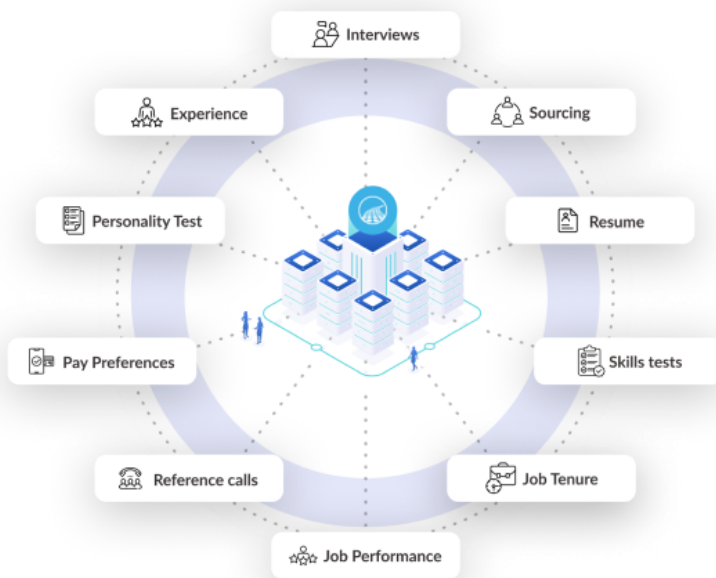 Interviews
Experience
Sourcing
Personality Test
Resume
Pay Preferences
Skills tests
Reference calls
Job Tenure
Job Performance